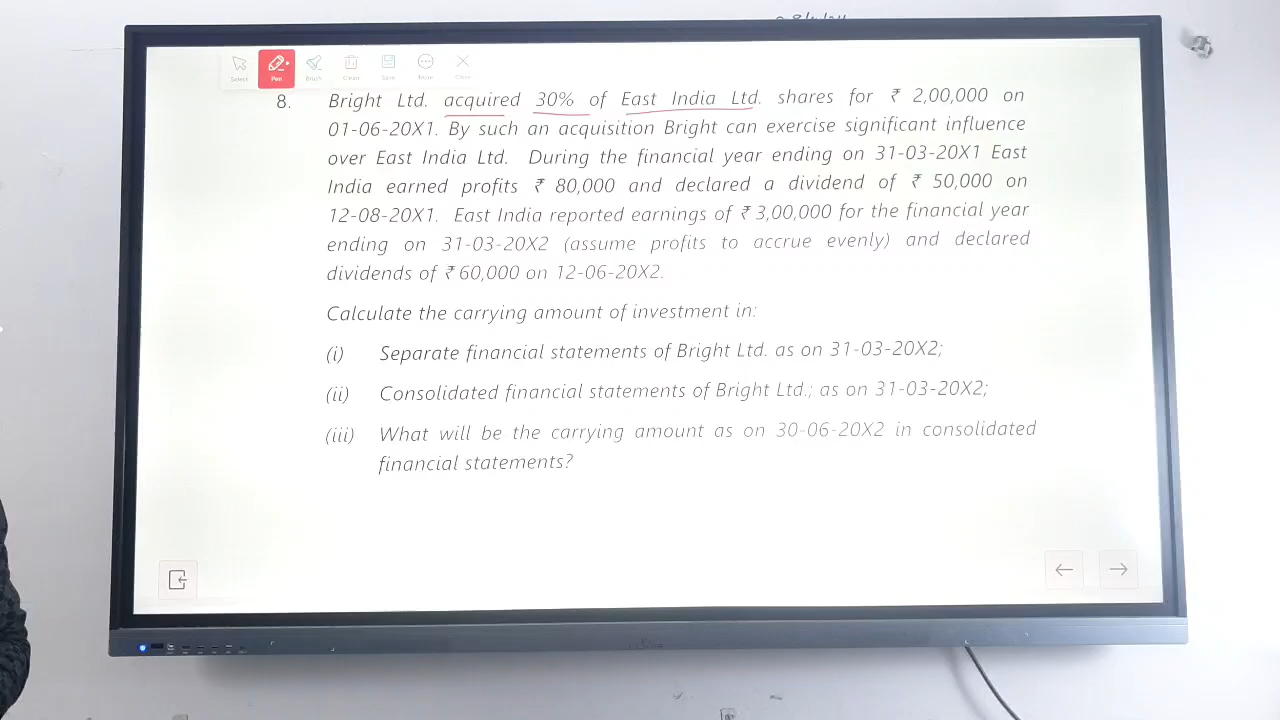 Select Pen Brush Clean Save More Close
8. Bright Ltd. acquired 30% of East India Ltd. shares for ₹ 2,00,000 on
01-06-20X1. By such an acquisition Bright can exercise significant influence
over East India Ltd. During the financial year ending on 31-03-20X1 East
India earned profits ₹ 80,000 and declared a dividend of ₹ 50,000 on
12-08-20X1. East India reported earnings of ₹ 3,00,000 for the financial year
ending on 31-03-20X2 (assume profits to accrue evenly) and declared
dividends of ₹ 60,000 on 12-06-20X2.
Calculate the carrying amount of investment in:
(i) Separate financial statements of Bright Ltd. as on 31-03-20X2;
(ii) Consolidated financial statements of Bright Ltd.; as on 31-03-20X2;
(iii) What will be the carrying amount as on 30-06-20X2 in consolidated
financial statements?